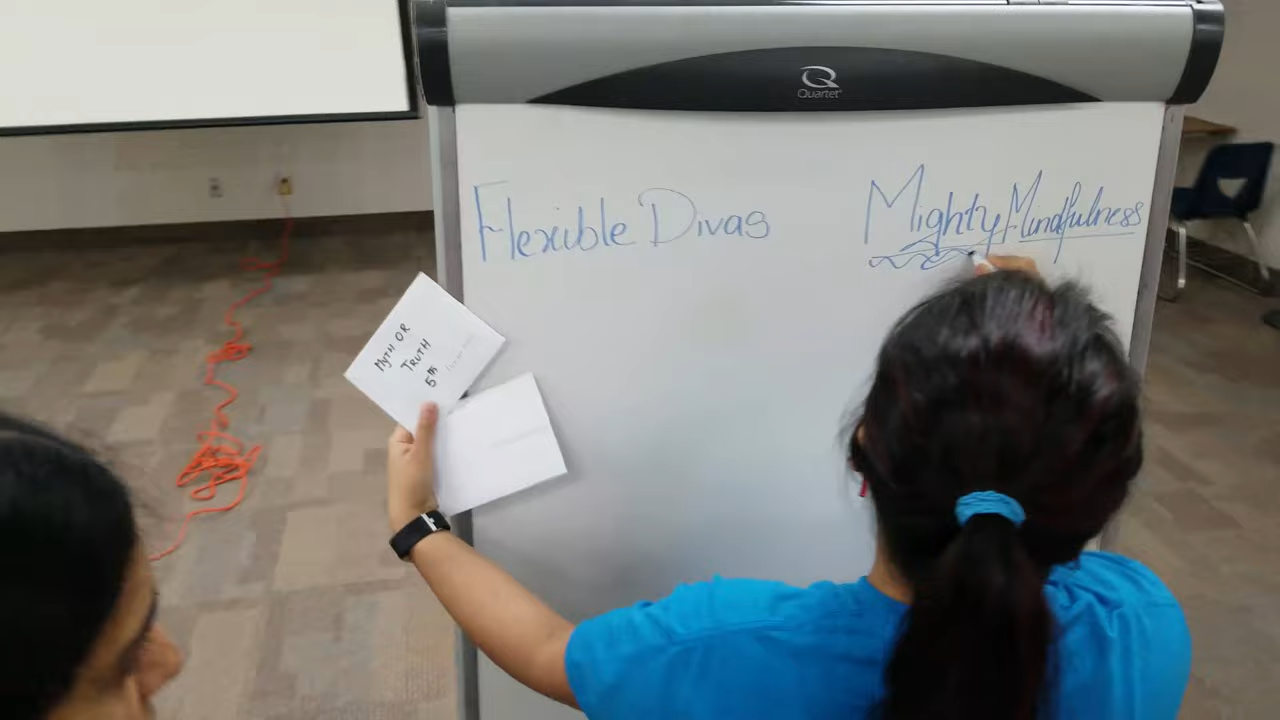 Quartet
Flexible Divas
Mighty Mindfulness
MYTH OR
TRUTH
5th